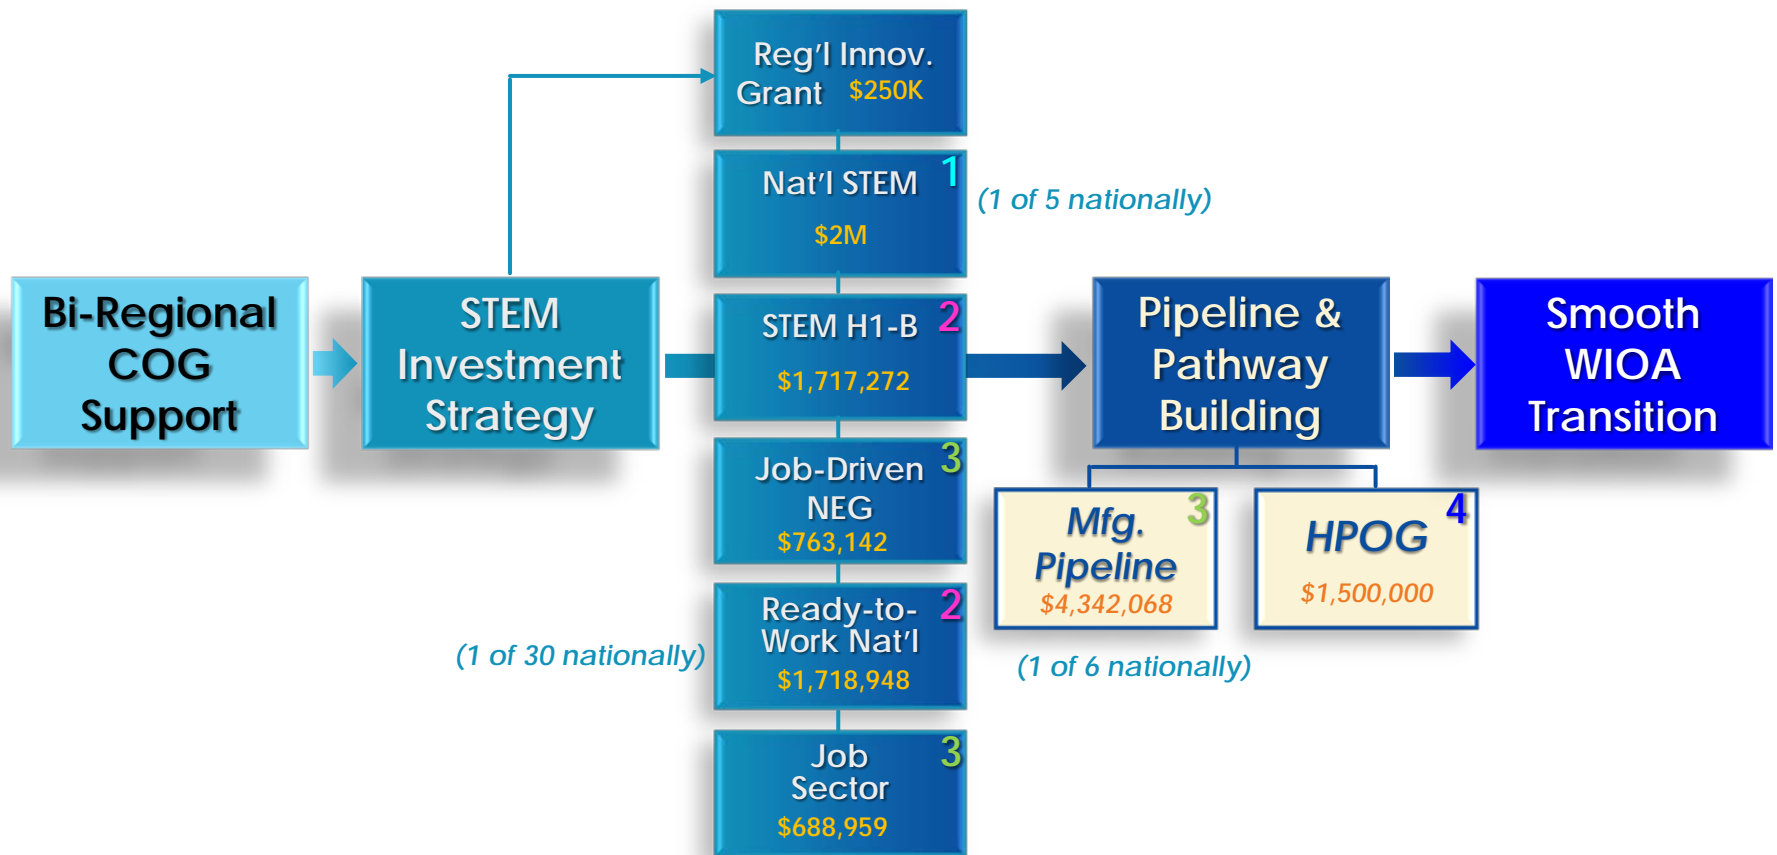 Bi-Regional
COG
Support
STEM
Investment
Strategy
Reg'l Innov.
Grant $250K
Nat'l STEM 1
$2M
(1 of 5 nationally)
STEM H1-B 2
$1,717,272
Job-Driven 3
NEG
$763,142
Ready-to- 2
Work Nat'l
$1,718,948
(1 of 30 nationally)
Job 3
Sector
$688,959
Pipeline &
Pathway
Building
Mfg. 3
Pipeline
$4,342,068
(1 of 6 nationally)
HPOG 4
$1,500,000
Smooth
WIOA
Transition